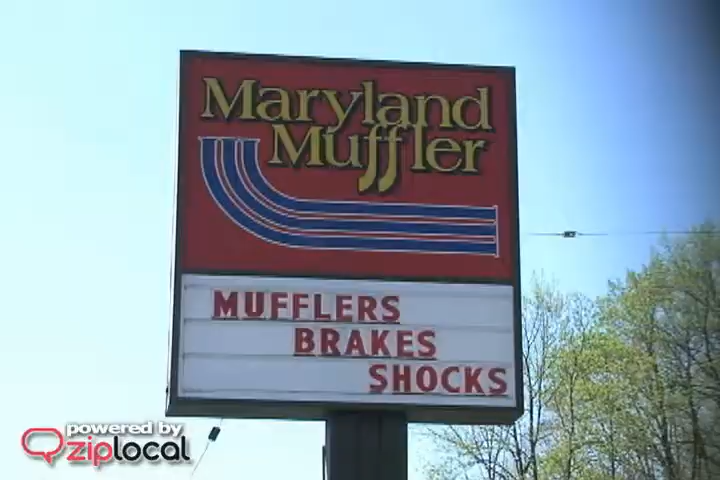 Maryland
Muffler
MUFFLERS
BRAKES
SHOCKS
powered by
ziplocal